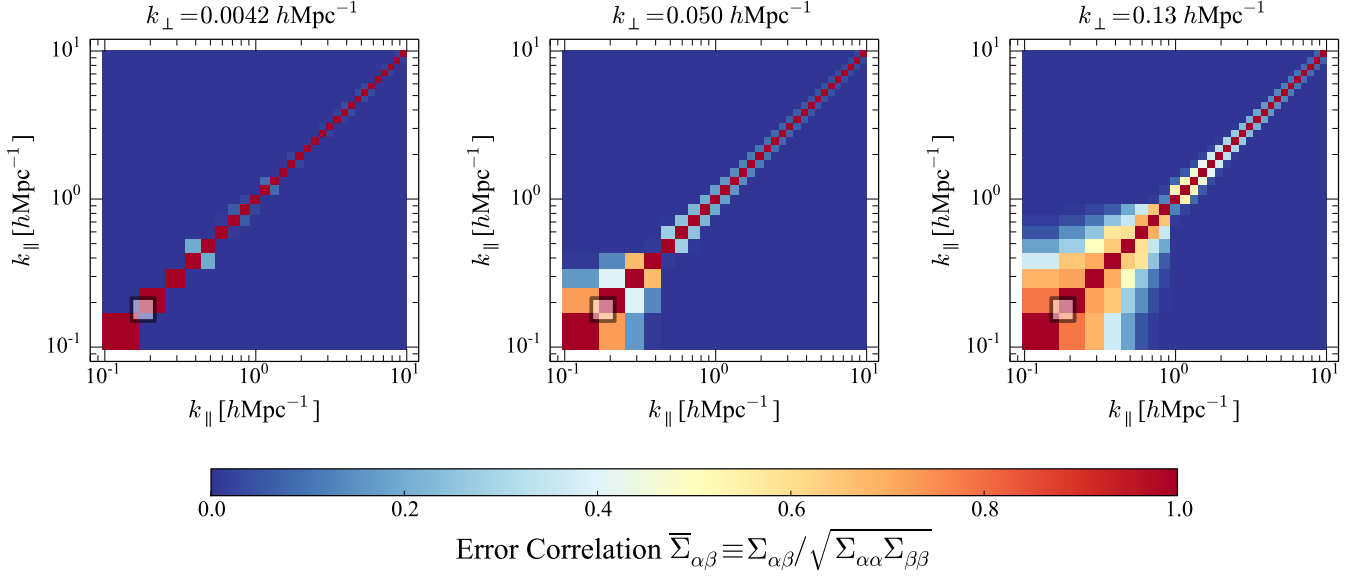 k⊥=0.0042 hMpc⁻¹
k⊥=0.050 hMpc⁻¹
k⊥=0.13 hMpc⁻¹
10¹
10⁰
10⁻¹
k∥ [hMpc⁻¹]
10⁻¹ 10⁰ 10¹
k∥ [hMpc⁻¹]
10¹
10⁰
10⁻¹
k∥ [hMpc⁻¹]
10⁻¹ 10⁰ 10¹
k∥ [hMpc⁻¹]
10¹
10⁰
10⁻¹
k∥ [hMpc⁻¹]
10⁻¹ 10⁰ 10¹
k∥ [hMpc⁻¹]
0.0 0.2 0.4 0.6 0.8 1.0
Error Correlation Σ̅αβ≡Σαβ/√ΣααΣββ